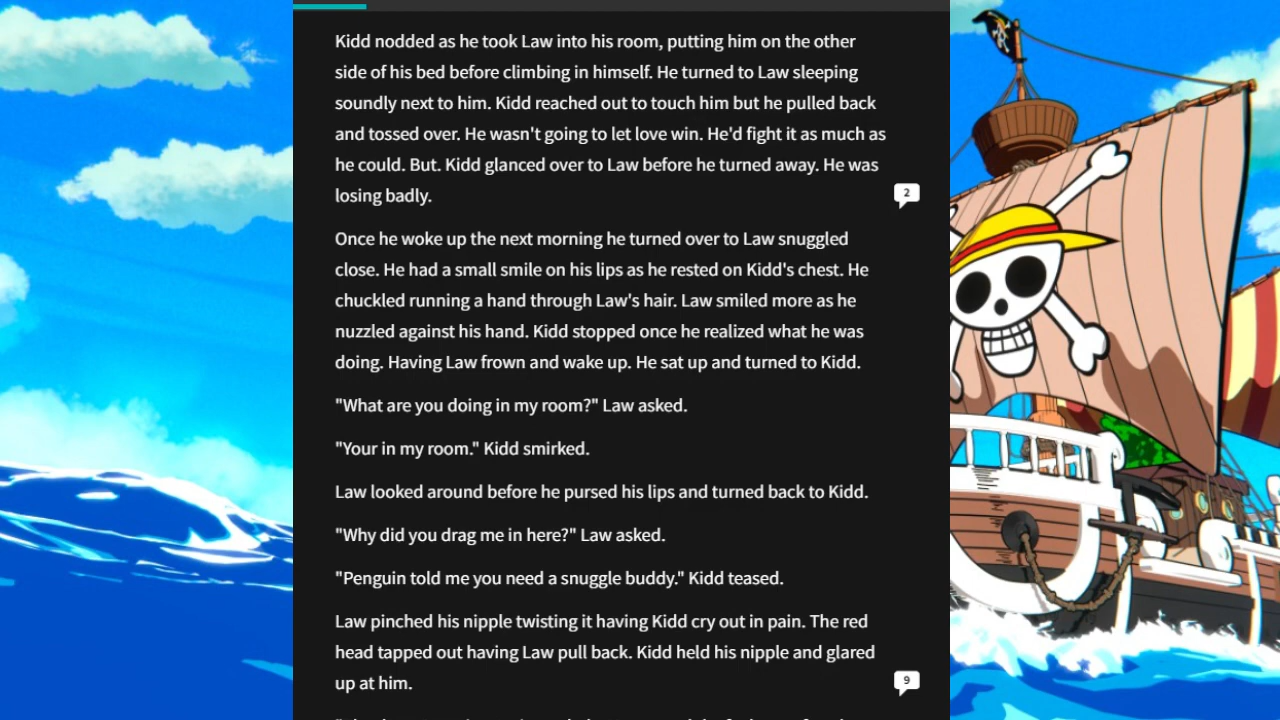 Kidd nodded as he took Law into his room, putting him on the other
side of his bed before climbing in himself. He turned to Law sleeping
soundly next to him. Kidd reached out to touch him but he pulled back
and tossed over. He wasn't going to let love win. He'd fight it as much as
he could. But. Kidd glanced over to Law before he turned away. He was
losing badly.
2
Once he woke up the next morning he turned over to Law snuggled
close. He had a small smile on his lips as he rested on Kidd's chest. He
chuckled running a hand through Law's hair. Law smiled more as he
nuzzled against his hand. Kidd stopped once he realized what he was
doing. Having Law frown and wake up. He sat up and turned to Kidd.
"What are you doing in my room?" Law asked.
"Your in my room." Kidd smirked.
Law looked around before he pursed his lips and turned back to Kidd.
"Why did you drag me in here?" Law asked.
"Penguin told me you need a snuggle buddy." Kidd teased.
Law pinched his nipple twisting it having Kidd cry out in pain. The red
head tapped out having Law pull back. Kidd held his nipple and glared
up at him.
9